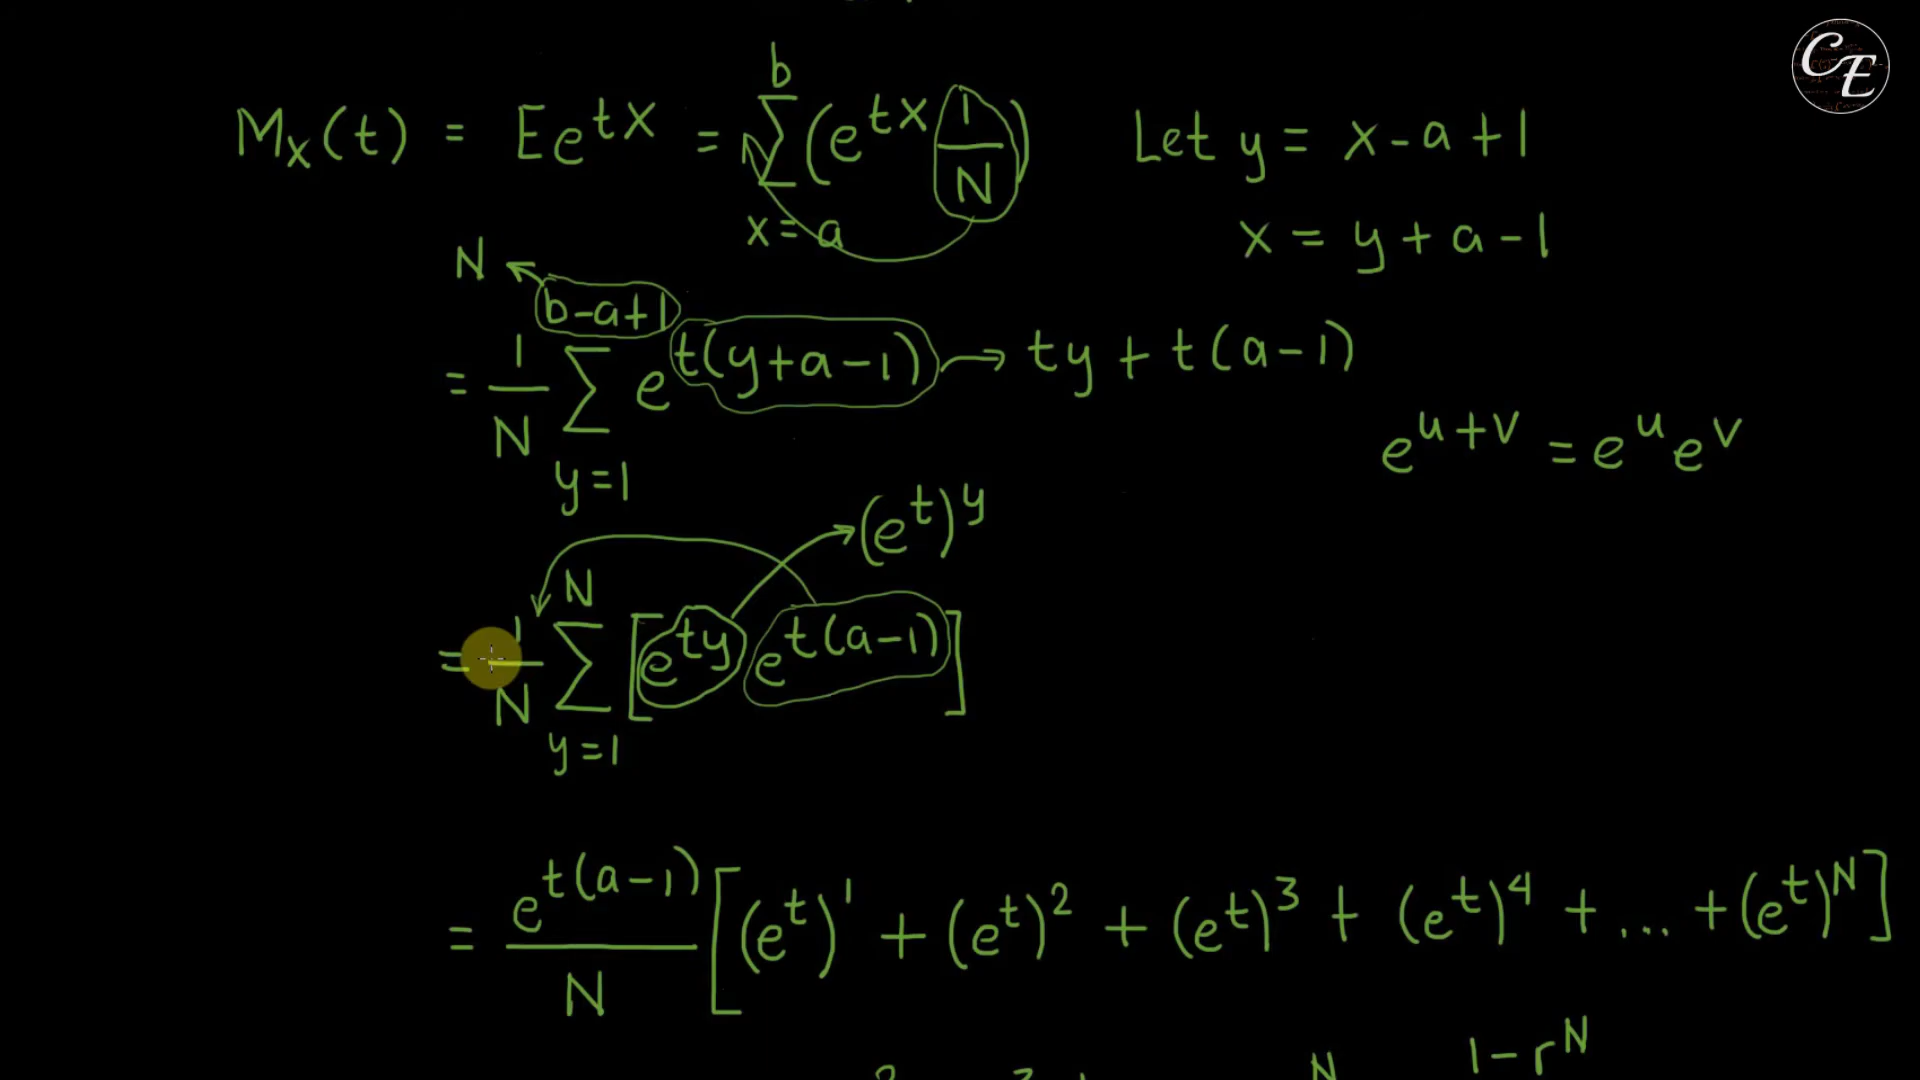 CE
M_X(t) = Ee^{tX} = \sum_{x=a}^{b} (e^{tx} \frac{1}{N}) Let y = x-a+1
x = y+a-1
N
b-a+1
= \frac{1}{N} \sum_{y=1} e^{t(y+a-1)} → ty + t(a-1)
e^{u+v} = e^u e^v
(e^t)^y
= \frac{1}{N} \sum_{y=1}^{N} [e^{ty} e^{t(a-1)}]
= \frac{e^{t(a-1)}}{N} [(e^t)^1 + (e^t)^2 + (e^t)^3 + (e^t)^4 + ... + (e^t)^N]
1-r^N